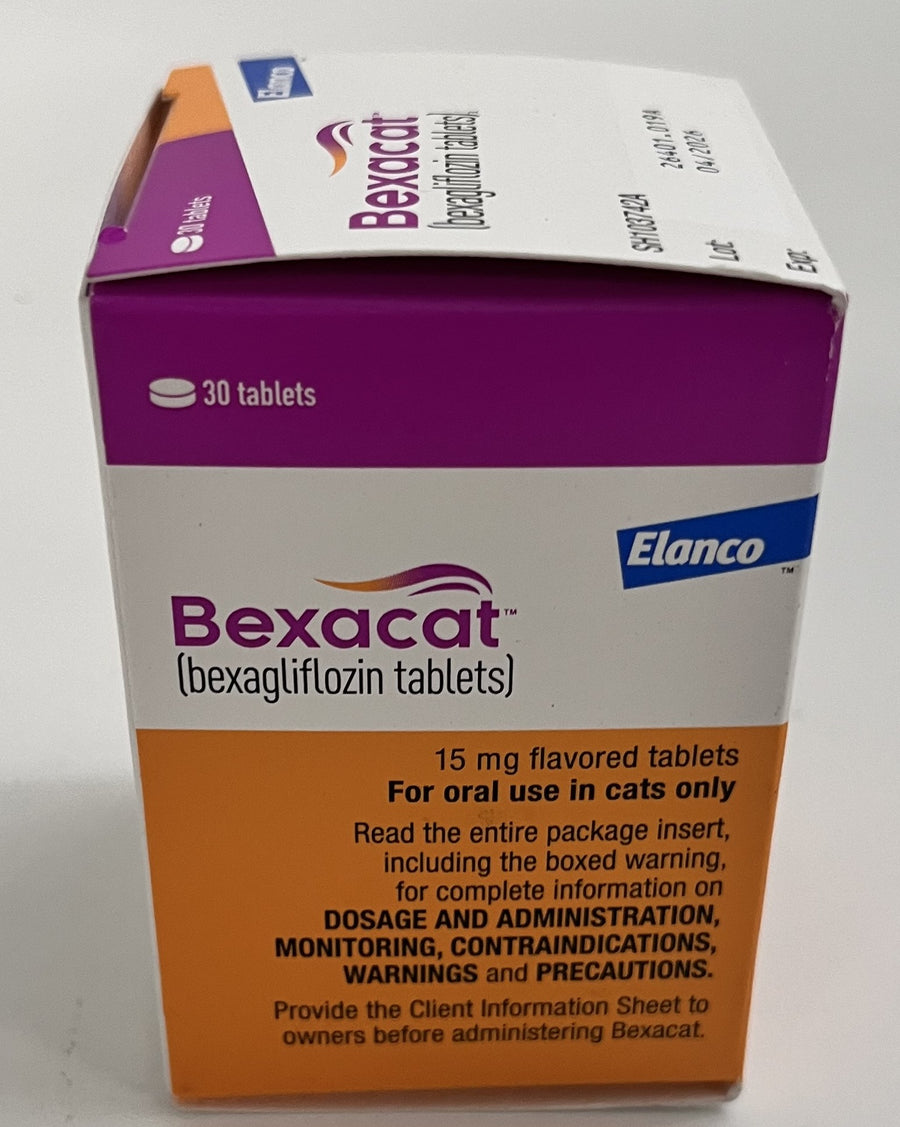 Elanco
30 tablets
Bexacat
(bexagliflozin tablets)
SH103742A
Lot:
26401.019A
Exp:
04/2026
30 tablets
Elanco™
Bexacat™
(bexagliflozin tablets)
15 mg flavored tablets
For oral use in cats only
Read the entire package insert,
including the boxed warning,
for complete information on
DOSAGE AND ADMINISTRATION,
MONITORING, CONTRAINDICATIONS,
WARNINGS and PRECAUTIONS.
Provide the Client Information Sheet to
owners before administering Bexacat.